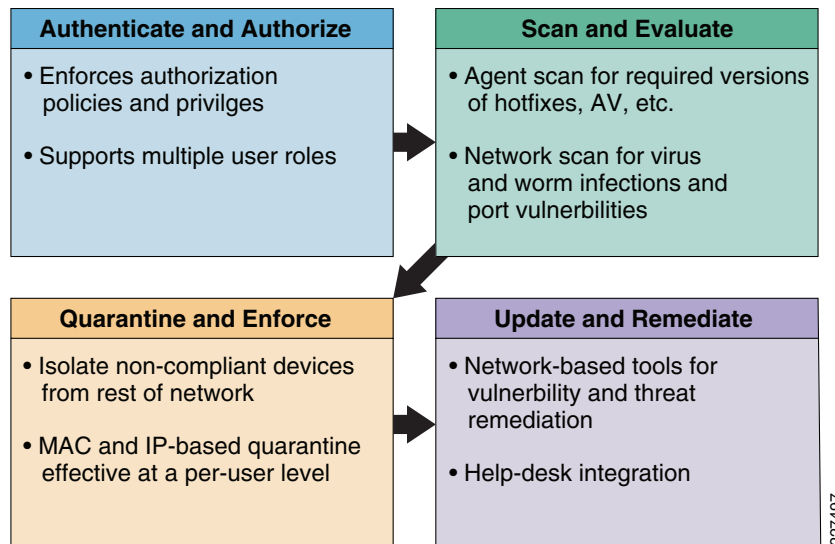 Authenticate and Authorize
• Enforces authorization
policies and privilges
• Supports multiple user roles
Scan and Evaluate
• Agent scan for required versions
of hotfixes, AV, etc.
• Network scan for virus
and worm infections and
port vulnerbilities
Quarantine and Enforce
• Isolate non-compliant devices
from rest of network
• MAC and IP-based quarantine
effective at a per-user level
Update and Remediate
• Network-based tools for
vulnerbility and threat
remediation
• Help-desk integration